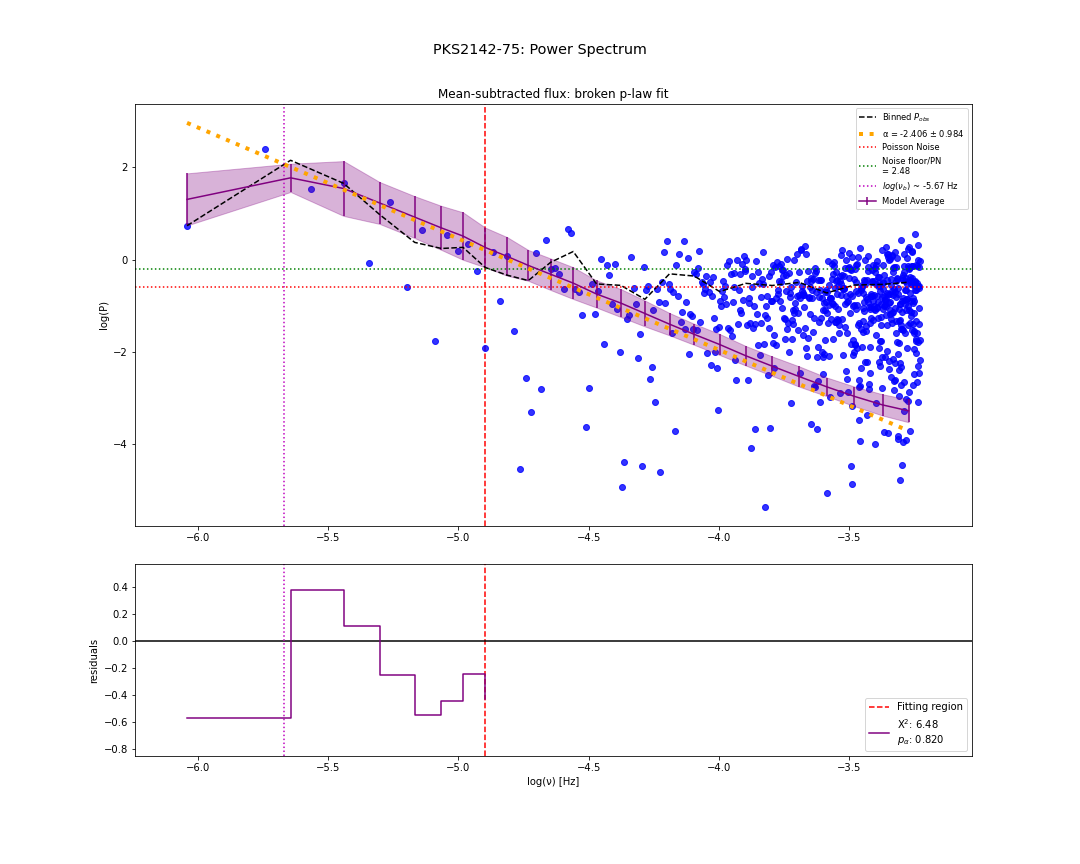 PKS2142-75: Power Spectrum
Mean-subtracted flux: broken p-law fit
Binned P_obs
α = -2.406 ± 0.984
Poisson Noise
Noise floor/PN
= 2.48
log(ν_b) ~ -5.67 Hz
Model Average
log(P)
2
0
−2
−4
−6.0 −5.5 −5.0 −4.5 −4.0 −3.5
residuals
0.4
0.2
0.0
−0.2
−0.4
−0.6
−0.8
Fitting region
X²: 6.48
p_α: 0.820
−6.0 −5.5 −5.0 −4.5 −4.0 −3.5
log(ν) [Hz]